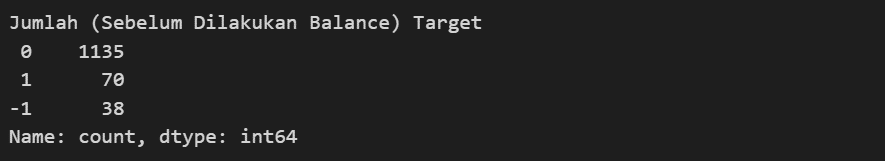 Jumlah (Sebelum Dilakukan Balance) Target
 0    1135
 1      70
-1      38
Name: count, dtype: int64